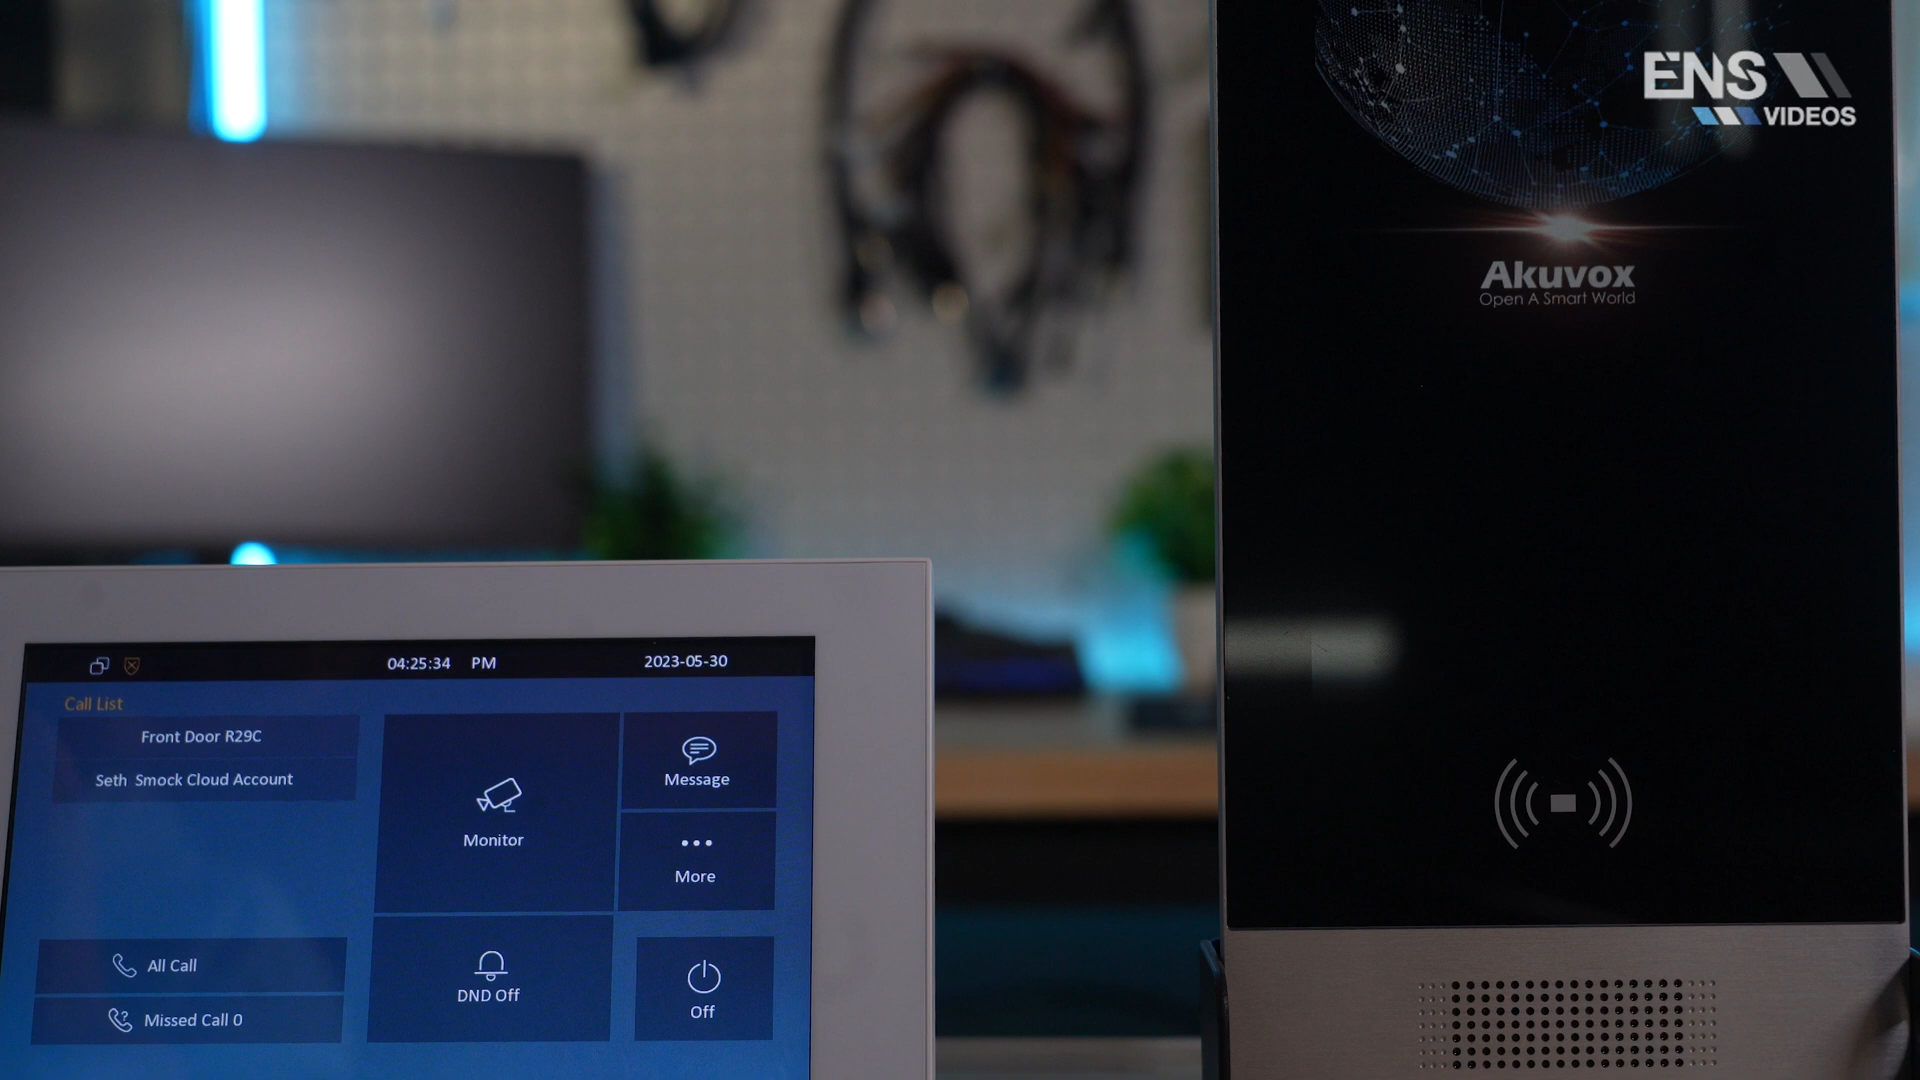 ENS
VIDEOS
Akuvox
Open A Smart World
04:25:34 PM
2023-05-30
Call List
Front Door R29C
Seth Smock Cloud Account
Monitor
Message
More
All Call
Missed Call 0
DND Off
Off